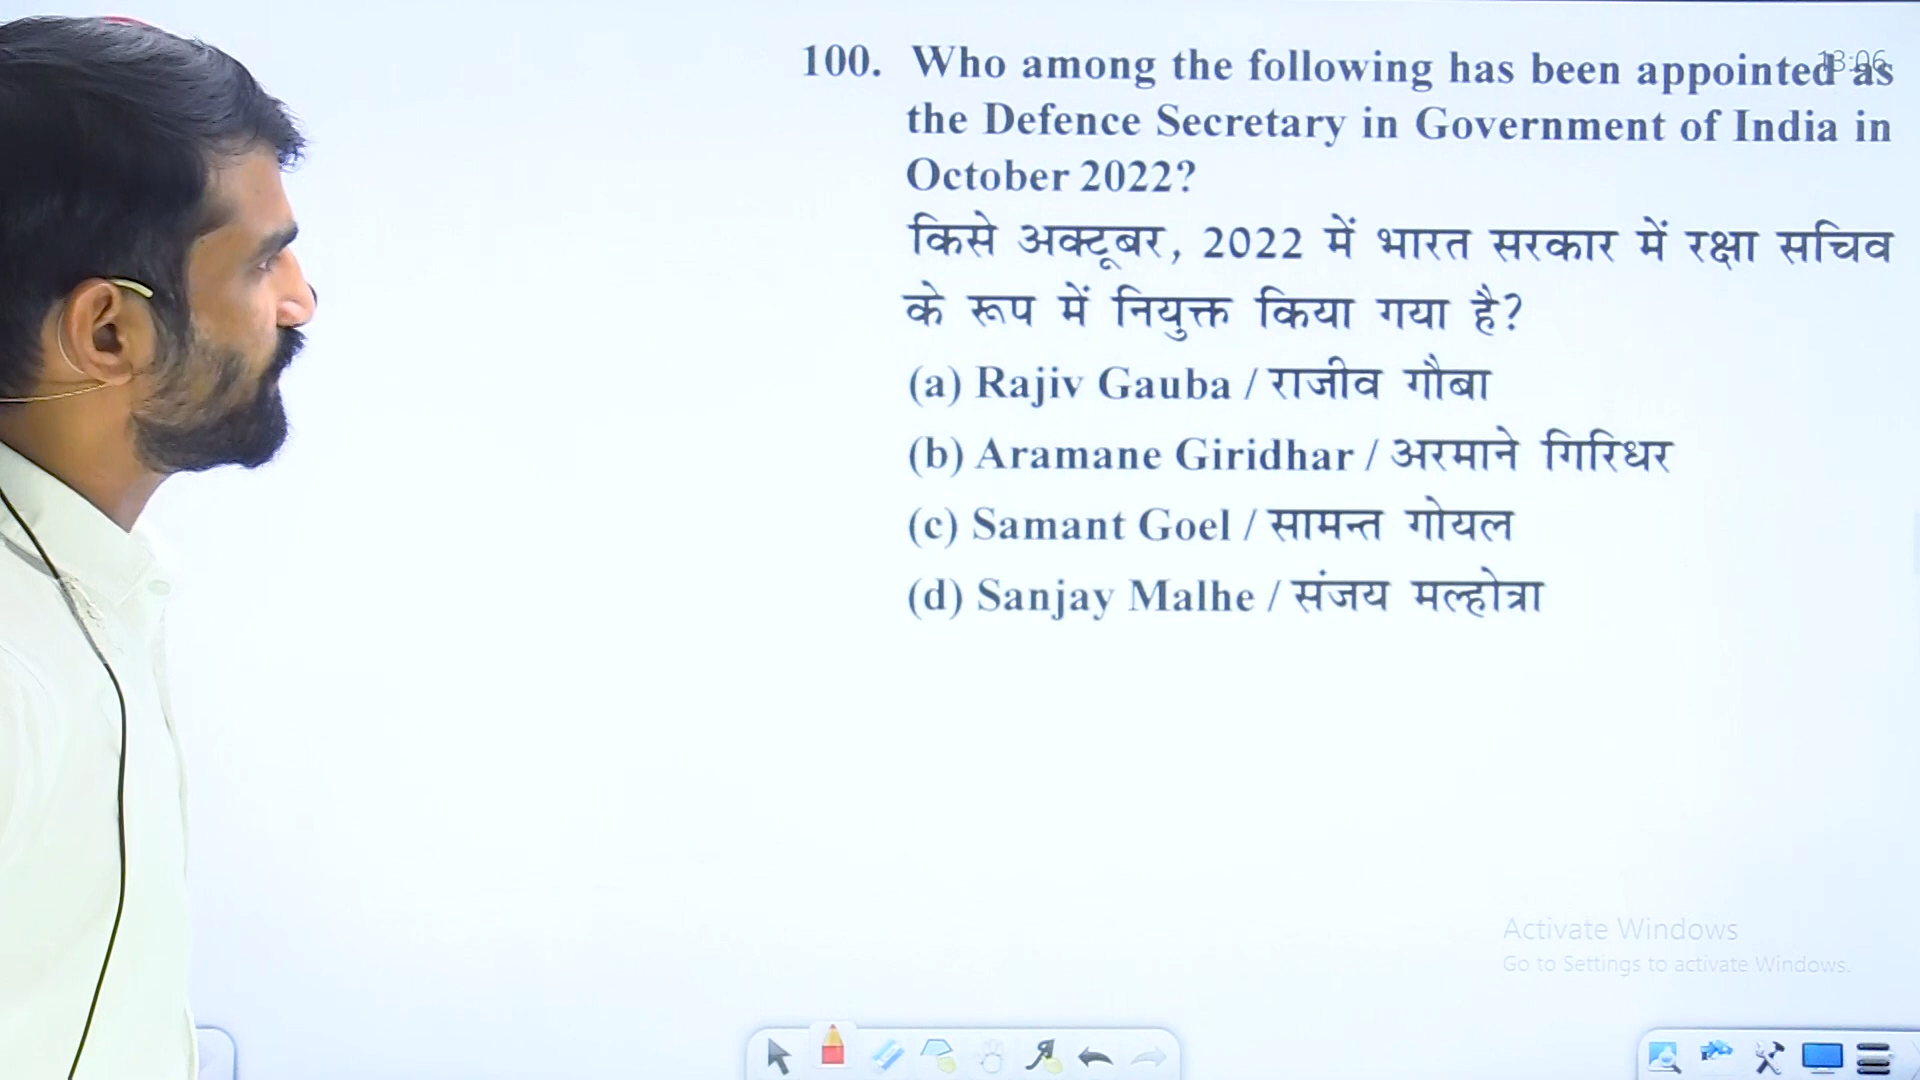 13:06
100. Who among the following has been appointed as
the Defence Secretary in Government of India in
October 2022?
किसे अक्टूबर, 2022 में भारत सरकार में रक्षा सचिव
के रूप में नियुक्त किया गया है?
(a) Rajiv Gauba / राजीव गौबा
(b) Aramane Giridhar / अरमाने गिरिधर
(c) Samant Goel / सामन्त गोयल
(d) Sanjay Malhe / संजय मल्होत्रा
Activate Windows
Go to Settings to activate Windows.